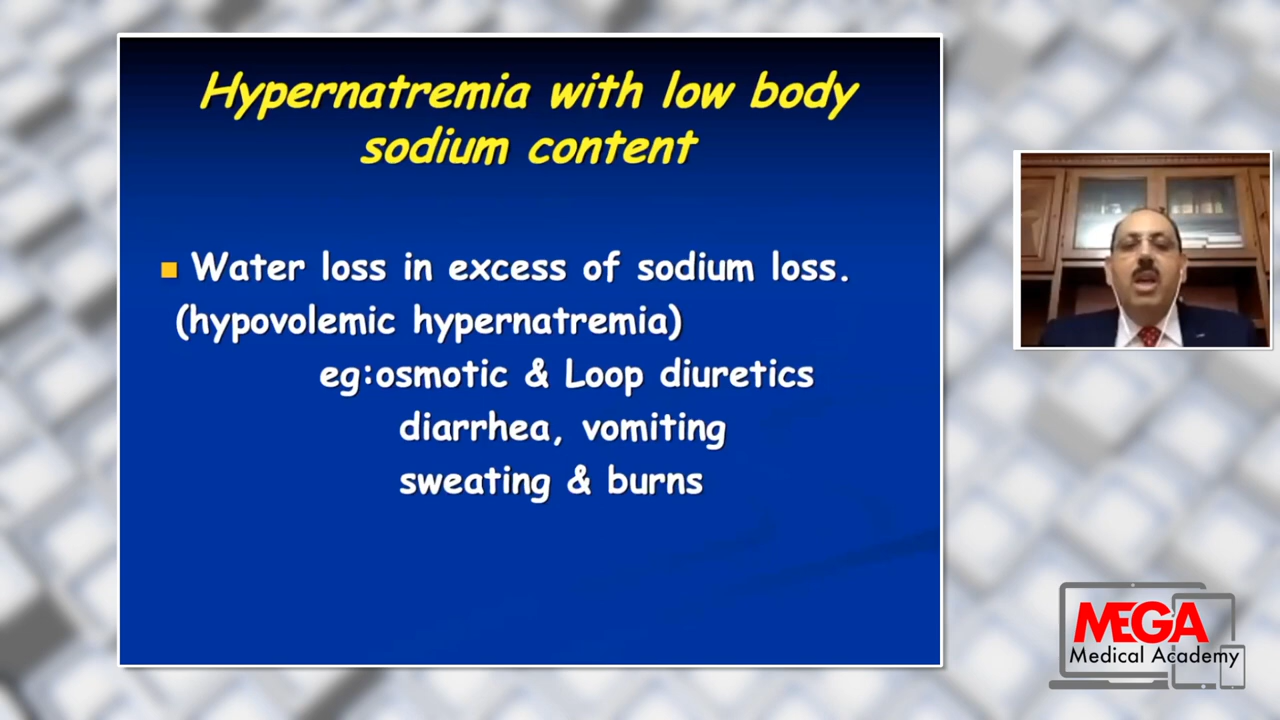 Hypernatremia with low body
sodium content
Water loss in excess of sodium loss.
(hypovolemic hypernatremia)
eg:osmotic & Loop diuretics
diarrhea, vomiting
sweating & burns
MEGA
Medical Academy